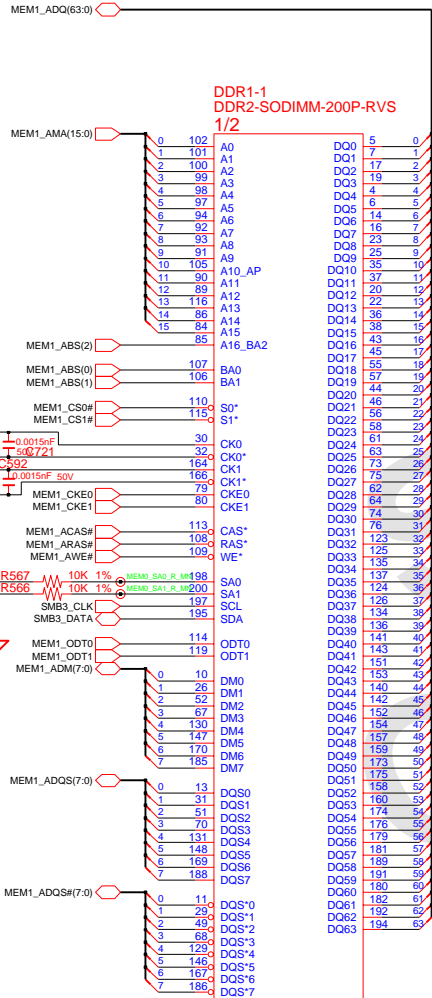 MEM1_ADQ(63:0)
DDR1-1
DDR2-SODIMM-200P-RVS
1/2
MEM1_AMA(15:0)
0 102 A0
1 101 A1
2 100 A2
3 99 A3
4 98 A4
5 97 A5
6 94 A6
7 92 A7
8 93 A8
9 91 A9
10 105 A10_AP
11 90 A11
12 89 A12
13 116 A13
14 86 A14
15 84 A15
MEM1_ABS(2) 85 A16_BA2
MEM1_ABS(0) 107 BA0
MEM1_ABS(1) 106 BA1
MEM1_CS0# 110 S0*
MEM1_CS1# 115 S1*
30 CK0
0.0015nF 50V C721
32 CK0*
C592 164 CK1
0.0015nF 50V
166 CK1*
MEM1_CKE0 79 CKE0
MEM1_CKE1 80 CKE1
MEM1_ACAS# 113 CAS*
MEM1_ARAS# 108 RAS*
MEM1_AWE# 109 WE*
R567 10K 1% 198 SA0
R566 10K 1% 200 SA1
SMB3_CLK 197 SCL
SMB3_DATA 195 SDA
MEM1_ODT0 114 ODT0
MEM1_ODT1 119 ODT1
MEM1_ADM(7:0)
0 10 DM0
1 26 DM1
2 52 DM2
3 67 DM3
4 130 DM4
5 147 DM5
6 170 DM6
7 185 DM7
MEM1_ADQS(7:0)
0 13 DQS0
1 31 DQS1
2 51 DQS2
3 70 DQS3
4 131 DQS4
5 148 DQS5
6 169 DQS6
7 188 DQS7
MEM1_ADQS#(7:0)
0 11 DQS*0
1 29 DQS*1
2 49 DQS*2
3 68 DQS*3
4 129 DQS*4
5 146 DQS*5
6 167 DQS*6
7 186 DQS*7
DQ0 5 0
DQ1 7 1
DQ2 17 2
DQ3 19 3
DQ4 4 4
DQ5 6 5
DQ6 14 6
DQ7 16 7
DQ8 23 8
DQ9 25 9
DQ10 35 10
DQ11 37 11
DQ12 20 12
DQ13 22 13
DQ14 36 14
DQ15 38 15
DQ16 43 16
DQ17 45 17
DQ18 55 18
DQ19 57 19
DQ20 44 20
DQ21 46 21
DQ22 56 22
DQ23 58 23
DQ24 61 24
DQ25 63 25
DQ26 73 26
DQ27 75 27
DQ28 62 28
DQ29 64 29
DQ30 74 30
DQ31 76 31
DQ32 123 32
DQ33 125 33
DQ34 135 34
DQ35 137 35
DQ36 124 36
DQ37 126 37
DQ38 134 38
DQ39 136 39
DQ40 141 40
DQ41 143 41
DQ42 151 42
DQ43 153 43
DQ44 140 44
DQ45 142 45
DQ46 152 46
DQ47 154 47
DQ48 157 48
DQ49 159 49
DQ50 173 50
DQ51 175 51
DQ52 158 52
DQ53 160 53
DQ54 174 54
DQ55 176 55
DQ56 179 56
DQ57 181 57
DQ58 189 58
DQ59 191 59
DQ60 180 60
DQ61 182 61
DQ62 192 62
DQ63 194 63